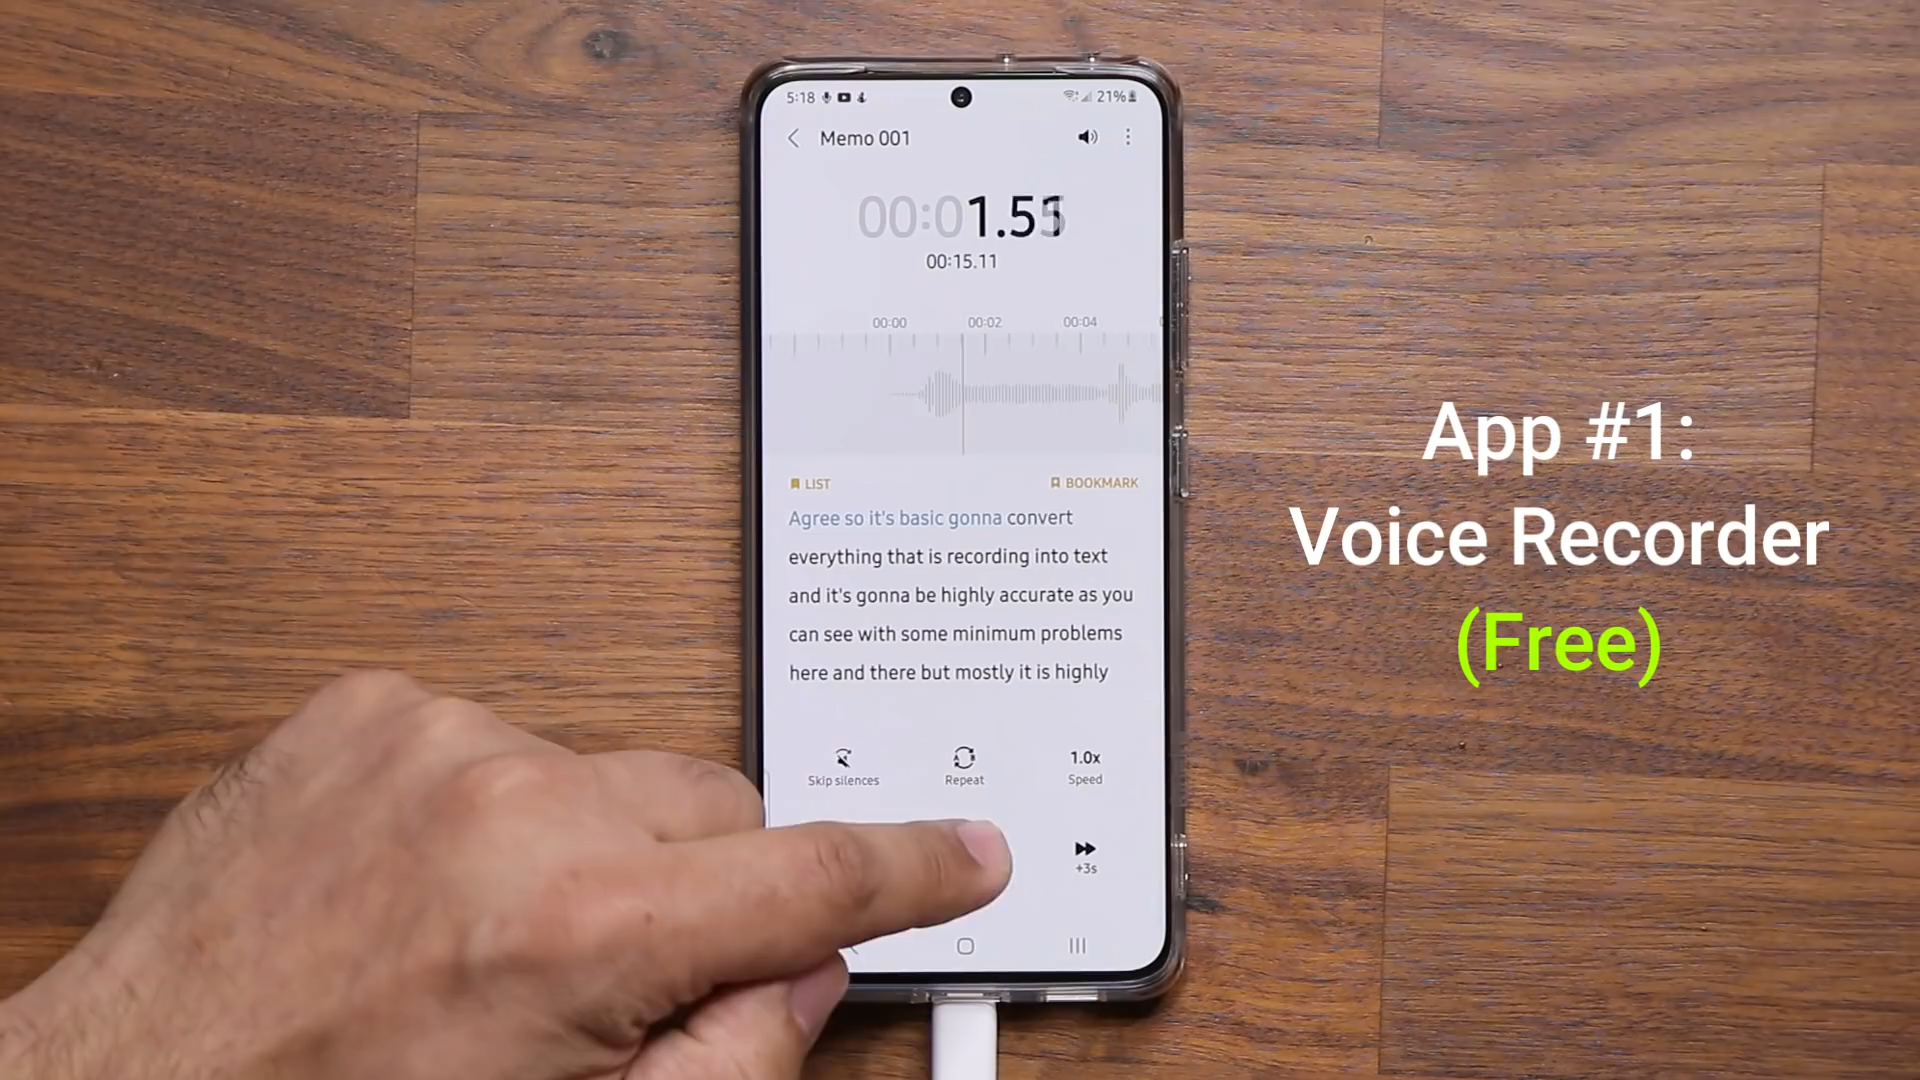 5:18 21%
Memo 001
00:01.5
00:15.11
00:00 00:02 00:04
LIST BOOKMARK
Agree so it's basic gonna convert
everything that is recording into text
and it's gonna be highly accurate as you
can see with some minimum problems
here and there but mostly it is highly
1.0x
Skip silences Repeat Speed
+3s
App #1:
Voice Recorder
(Free)